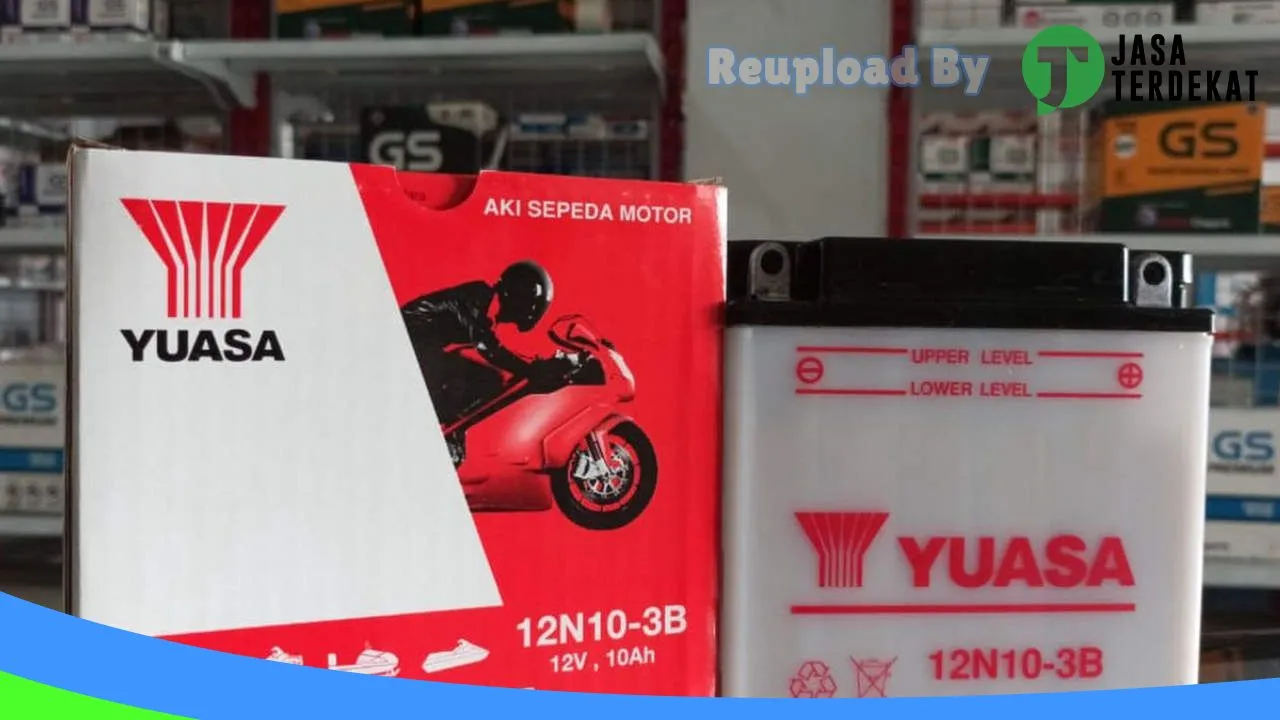 Reupload By
JASA
TERDEKAT
GS
GS
YUASA
AKI SEPEDA MOTOR
12N10-3B
12V , 10Ah
UPPER LEVEL
LOWER LEVEL
YUASA
12N10-3B
GS
GS